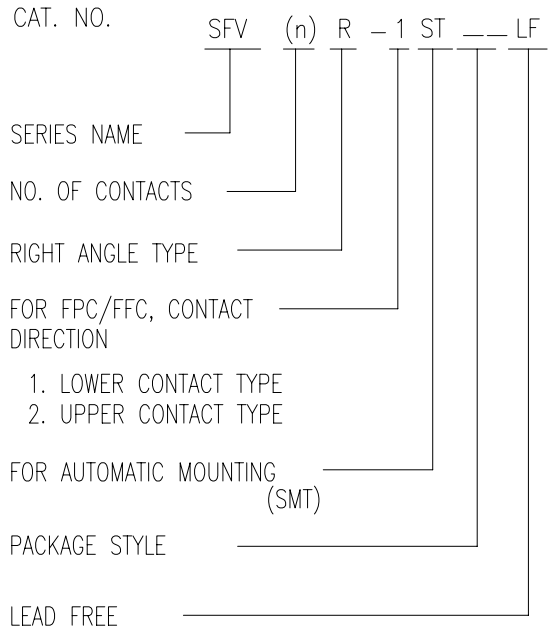 CAT. NO.
SFV (n) R - 1 ST __ LF
SERIES NAME
NO. OF CONTACTS
RIGHT ANGLE TYPE
FOR FPC/FFC, CONTACT
DIRECTION
1. LOWER CONTACT TYPE
2. UPPER CONTACT TYPE
FOR AUTOMATIC MOUNTING
(SMT)
PACKAGE STYLE
LEAD FREE